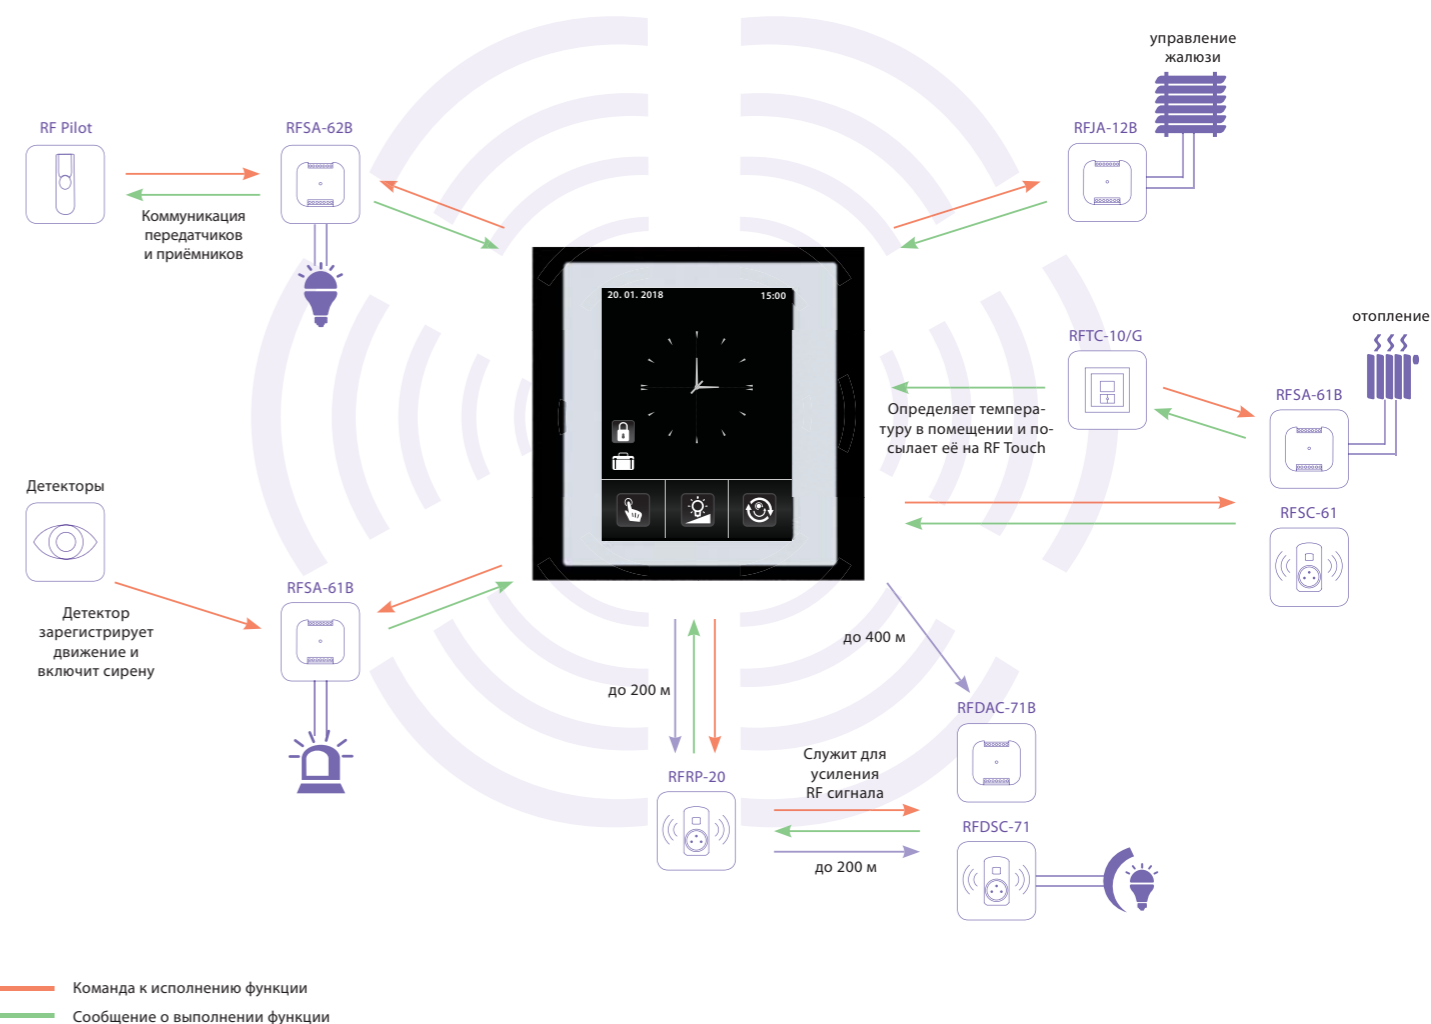 управление
жалюзи
RF Pilot
RFSA-62B
RFJA-12B
Коммуникация
передатчиков
и приёмников
20. 01. 2018
15:00
отопление
RFTC-10/G
RFSA-61B
Определяет темпера-
туру в помещении и по-
сылает её на RF Touch
Детекторы
RFSC-61
RFSA-61B
Детектор
зарегистрирует
движение и
включит сирену
до 400 м
до 200 м
RFDAC-71B
RFRP-20
Служит для
усиления
RF сигнала
RFDSC-71
до 200 м
Команда к исполнению функции
Сообщение о выполнении функции